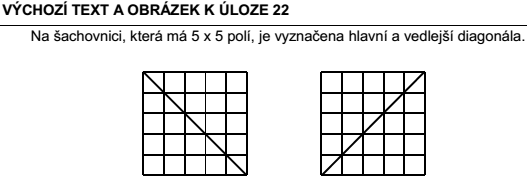 VÝCHOZÍ TEXT A OBRÁZEK K ÚLOZE 22
Na šachovnici, která má 5 x 5 polí, je vyznačena hlavní a vedlejší diagonála.